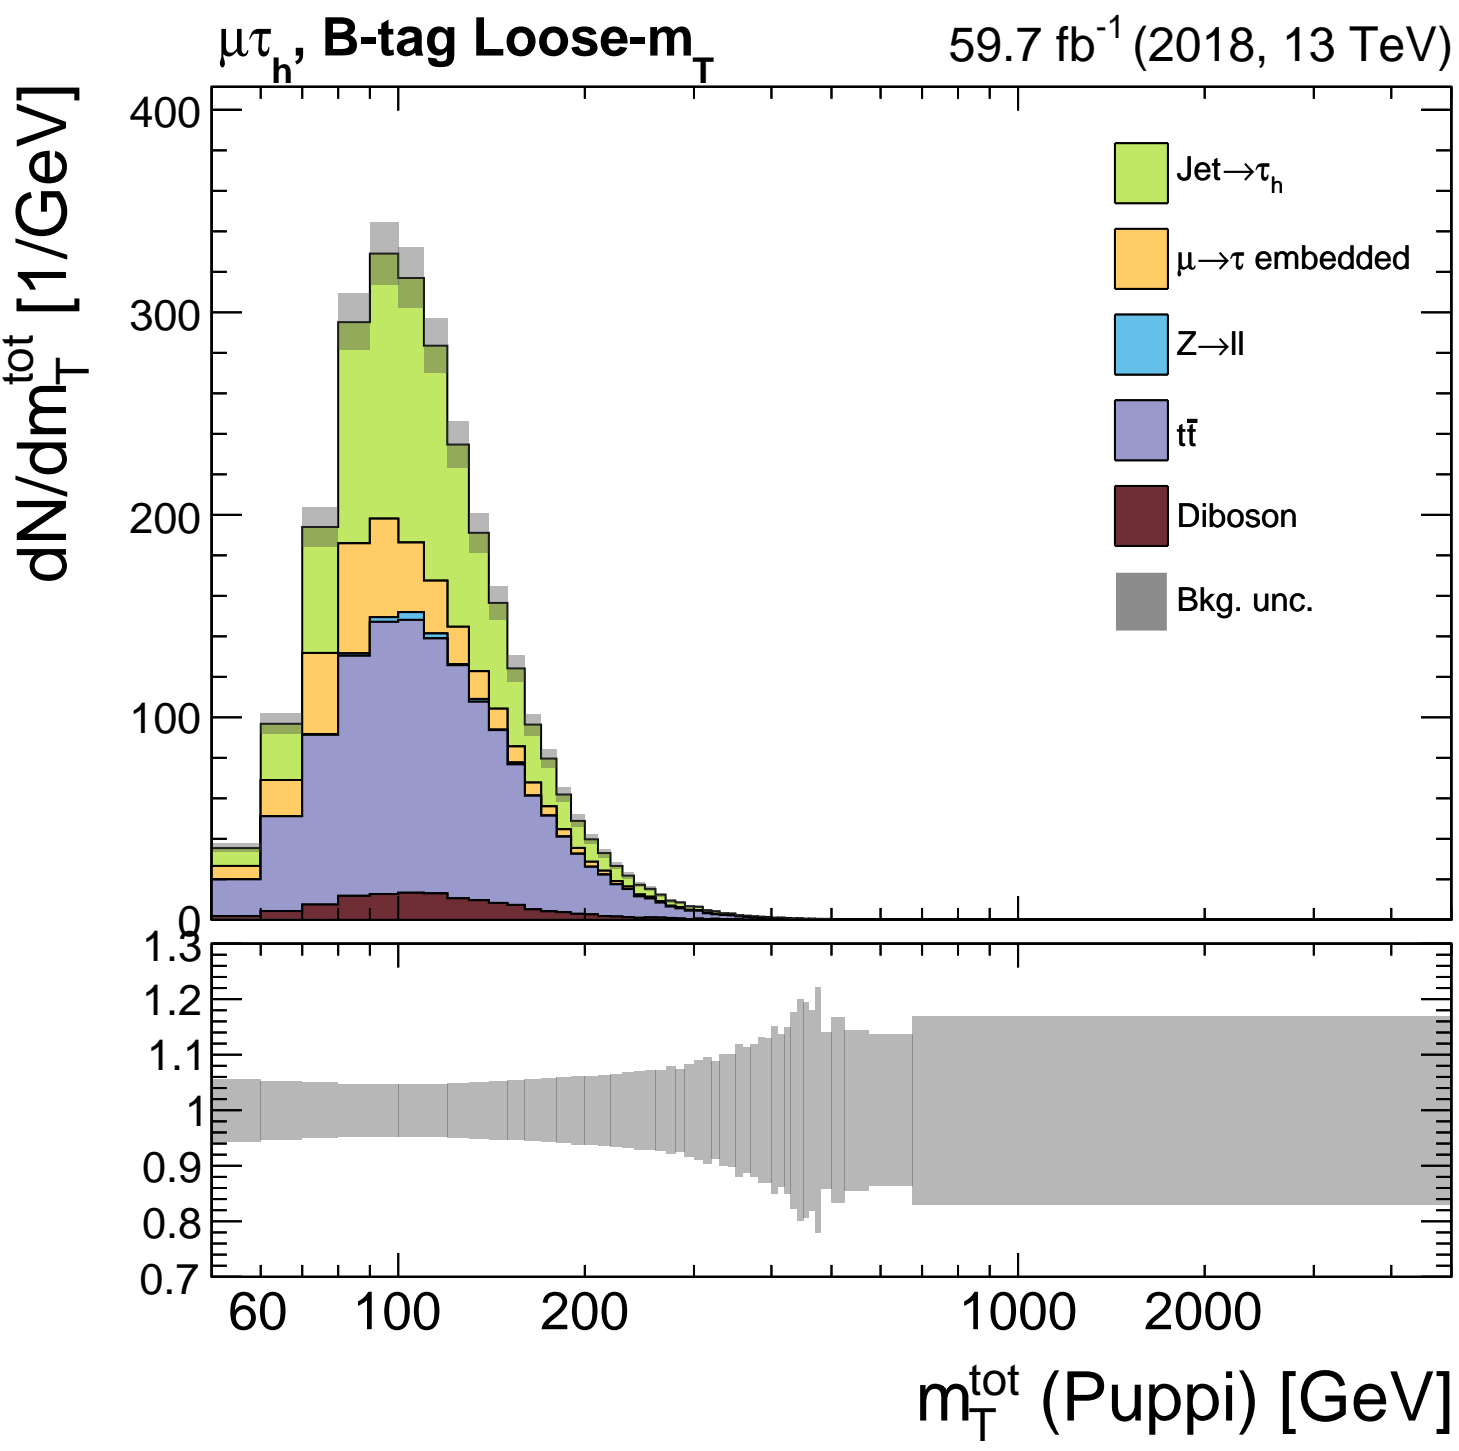 μτh, B-tag Loose-mT
59.7 fb-1 (2018, 13 TeV)
dN/dmTtot [1/GeV]
400
300
200
100
0
Jet→τh
μ→τ embedded
Z→ll
tt̄
Diboson
Bkg. unc.
1.3
1.2
1.1
1
0.9
0.8
0.7
60 100 200 1000 2000
mTtot (Puppi) [GeV]